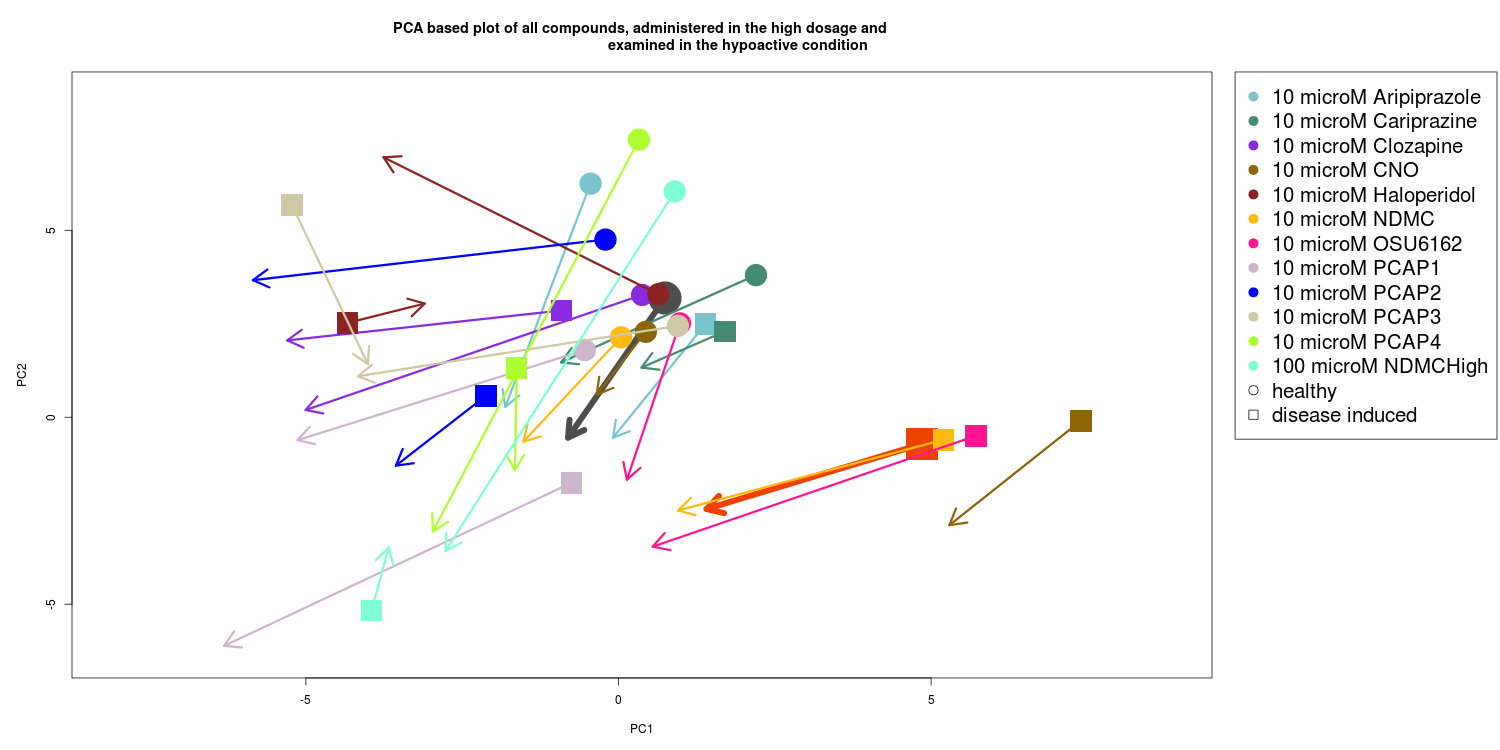 PCA based plot of all compounds, administered in the high dosage and
examined in the hypoactive condition
5
0
-5
PC2
-5
0
5
PC1
10 microM Aripiprazole
10 microM Cariprazine
10 microM Clozapine
10 microM CNO
10 microM Haloperidol
10 microM NDMC
10 microM OSU6162
10 microM PCAP1
10 microM PCAP2
10 microM PCAP3
10 microM PCAP4
100 microM NDMCHigh
healthy
disease induced